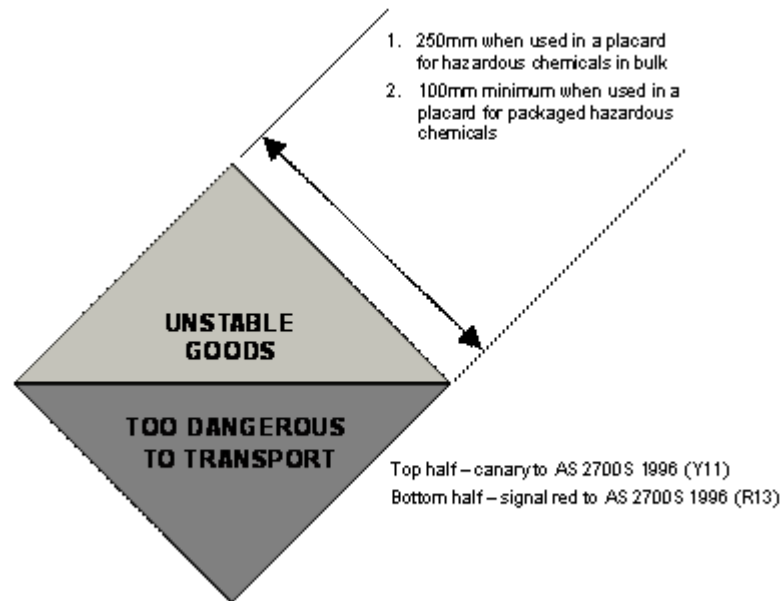 1. 250mm when used in a placard
for hazardous chemicals in bulk
2. 100mm minimum when used in a
placard for packaged hazardous
chemicals
UNSTABLE
GOODS
TOO DANGEROUS
TO TRANSPORT
Top half – canary to AS 2700S 1996 (Y11)
Bottom half – signal red to AS 2700S 1996 (R13)